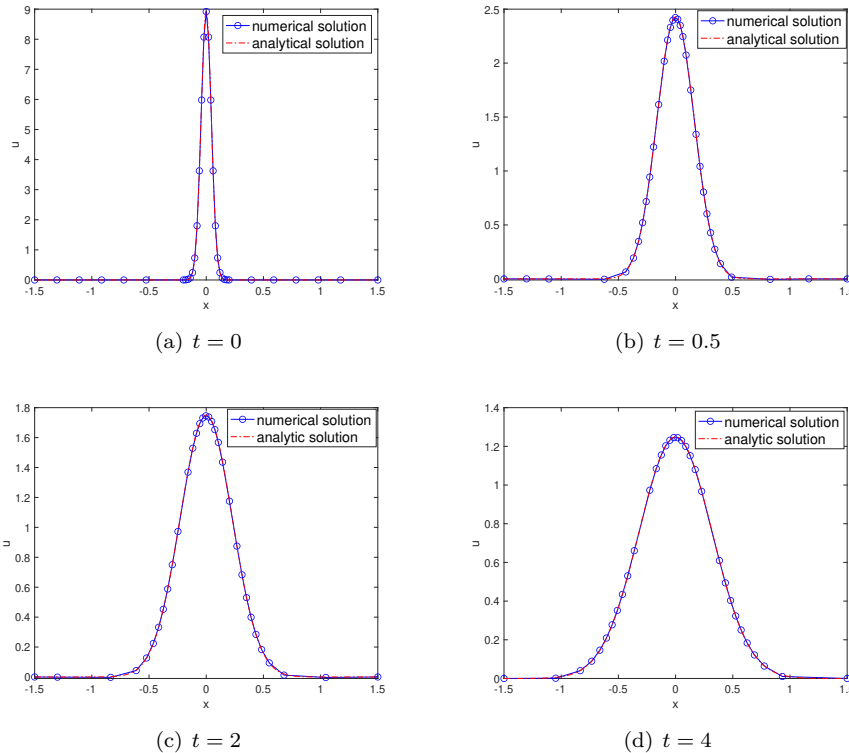 9
8
7
6
5
4
3
2
1
0
u
-1.5 -1 -0.5 0 0.5 1 1.5
x
numerical solution
analytical solution
(a) t = 0
2.5
2
1.5
1
0.5
0
u
-1.5 -1 -0.5 0 0.5 1 1.5
x
numerical solution
analytical solution
(b) t = 0.5
1.8
1.6
1.4
1.2
1
0.8
0.6
0.4
0.2
0
u
-1.5 -1 -0.5 0 0.5 1 1.5
x
numerical solution
analytic solution
(c) t = 2
1.4
1.2
1
0.8
0.6
0.4
0.2
0
u
-1.5 -1 -0.5 0 0.5 1 1.5
x
numerical solution
analytic solution
(d) t = 4